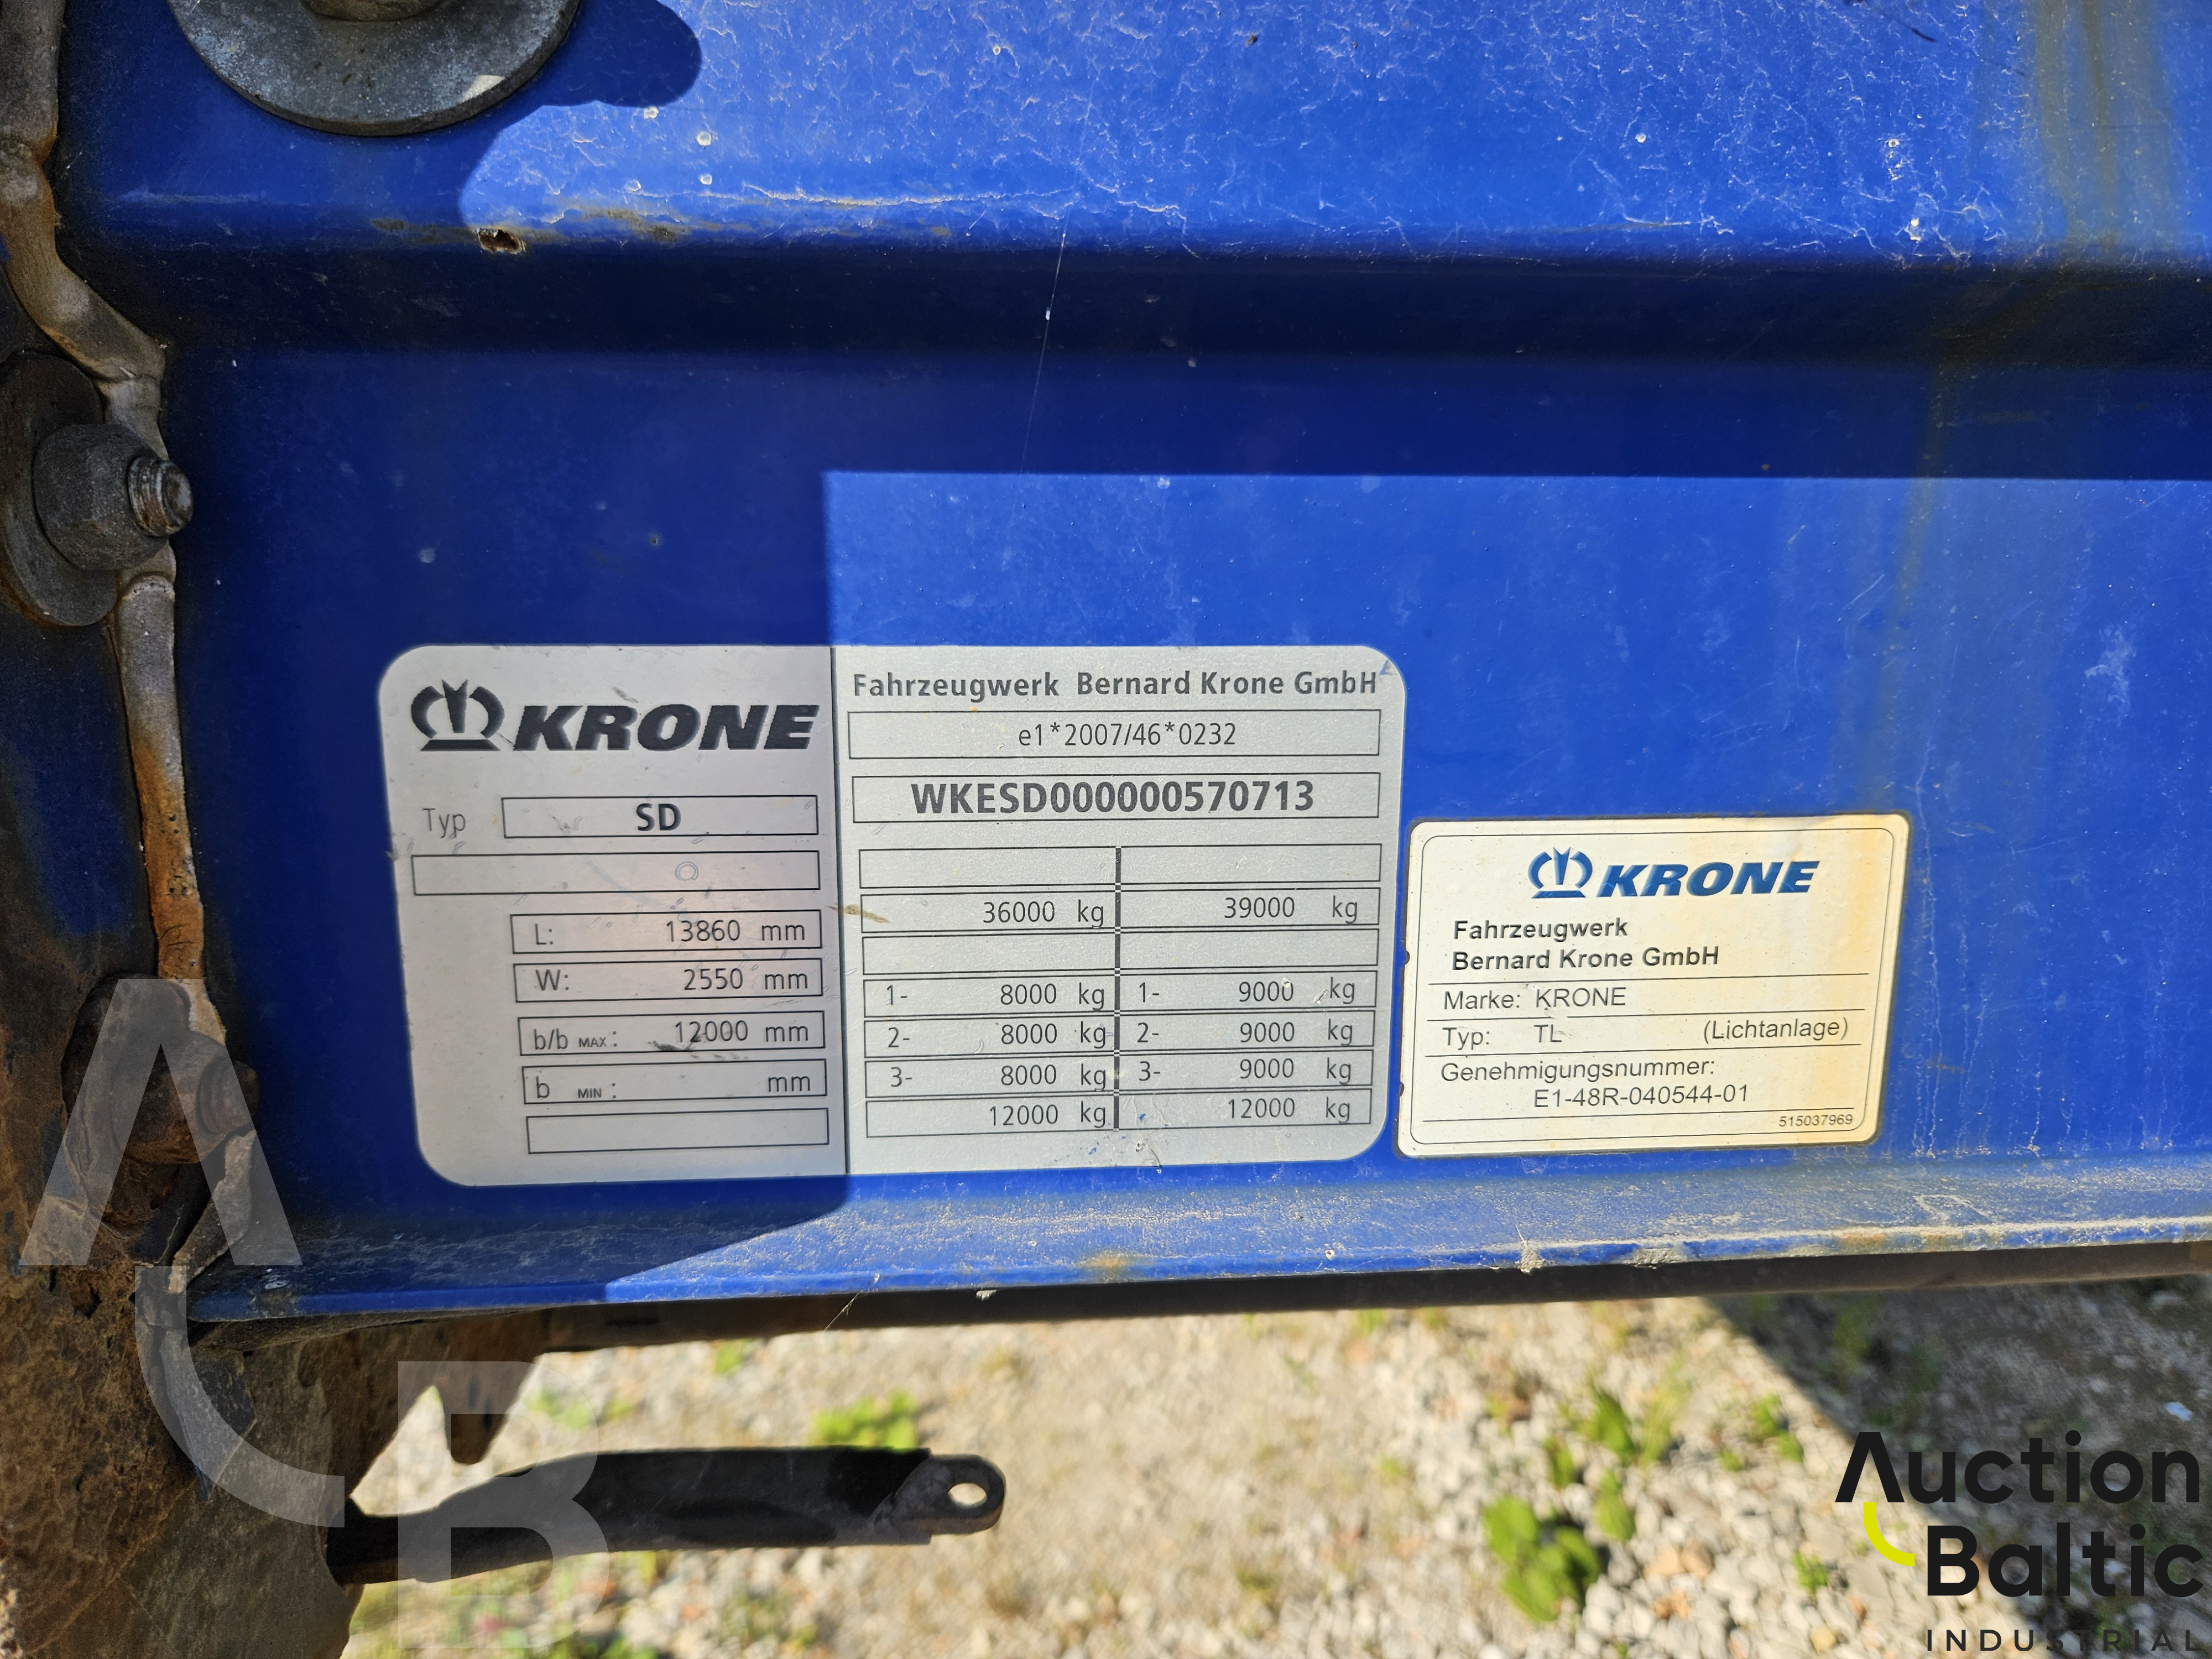 KRONE
Typ SD
L: 13860 mm
W: 2550 mm
b/b MAX : 12000 mm
b MIN : mm
Fahrzeugwerk Bernard Krone GmbH
e1*2007/46*0232
WKESD000000570713
36000 kg 39000 kg
1- 8000 kg 1- 9000 kg
2- 8000 kg 2- 9000 kg
3- 8000 kg 3- 9000 kg
12000 kg 12000 kg
KRONE
Fahrzeugwerk
Bernard Krone GmbH
Marke: KRONE
Typ: TL (Lichtanlage)
Genehmigungsnummer:
E1-48R-040544-01
515037969
AB
Auction
Baltic
INDUSTRIAL